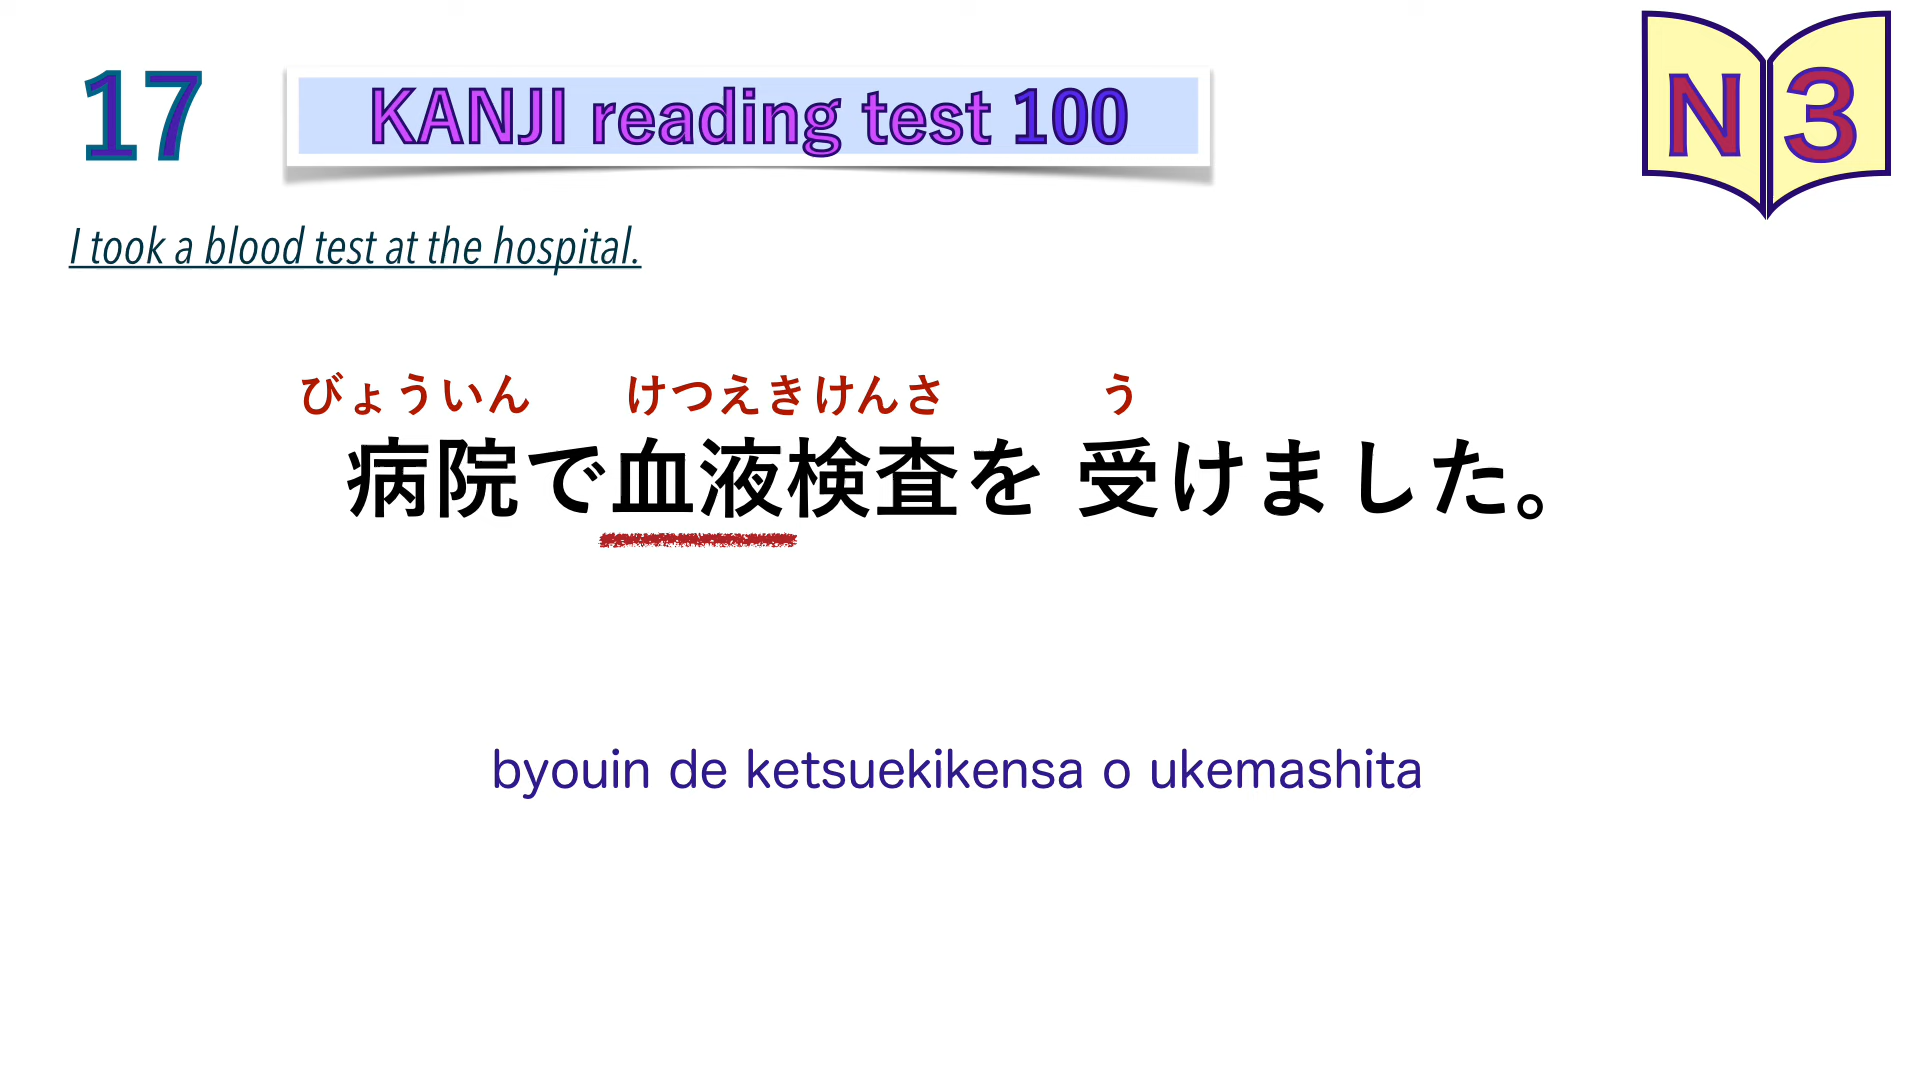 17
KANJI reading test 100
N3
I took a blood test at the hospital.
びょういん けつえきけんさ う
病院で血液検査を 受けました。
byouin de ketsuekikensa o ukemashita